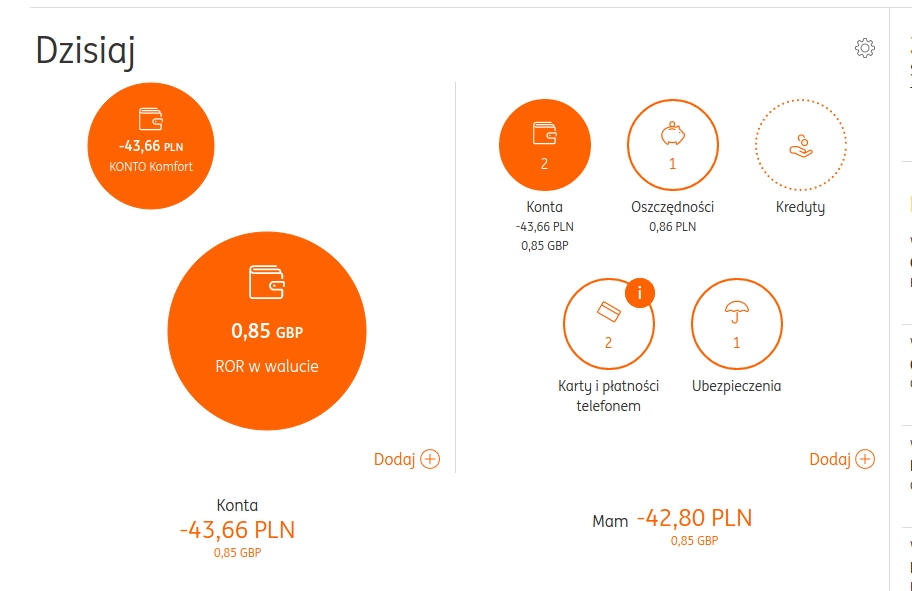 Dzisiaj
-43,66 PLN
KONTO Komfort
0,85 GBP
ROR w walucie
Dodaj
Konta
-43,66 PLN
0,85 GBP
2
Konta
-43,66 PLN
0,85 GBP
1
Oszczędności
0,86 PLN
Kredyty
i
2
Karty i płatności
telefonem
1
Ubezpieczenia
Dodaj
Mam -42,80 PLN
0,85 GBP